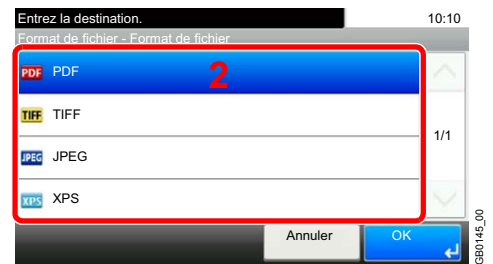 Entrez la destination.
10:10
Format de fichier - Format de fichier
PDF PDF
2
TIFF TIFF
1/1
JPEG JPEG
XPS XPS
Annuler
OK
GB0145_00